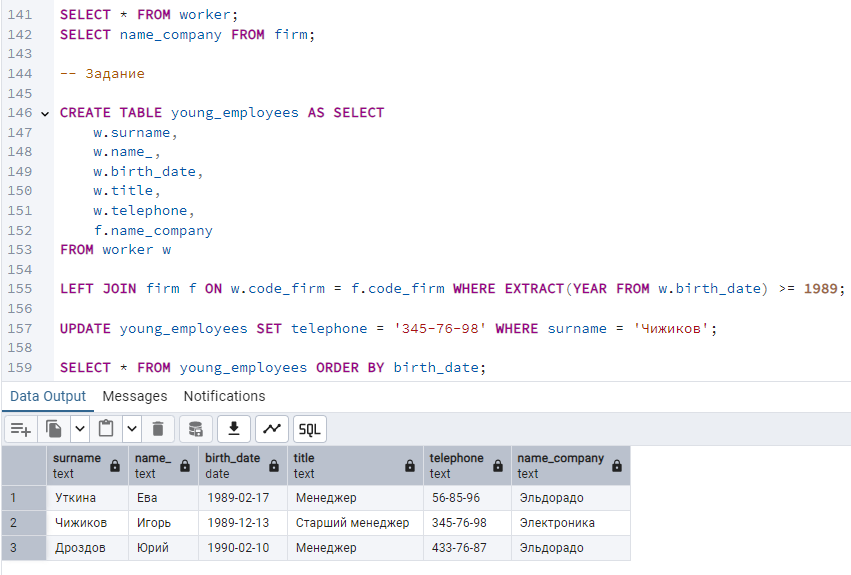 141 SELECT * FROM worker;
142 SELECT name_company FROM firm;
143
144 -- Задание
145
146 CREATE TABLE young_employees AS SELECT
147 w.surname,
148 w.name_,
149 w.birth_date,
150 w.title,
151 w.telephone,
152 f.name_company
153 FROM worker w
154
155 LEFT JOIN firm f ON w.code_firm = f.code_firm WHERE EXTRACT(YEAR FROM w.birth_date) >= 1989;
156
157 UPDATE young_employees SET telephone = '345-76-98' WHERE surname = 'Чижиков';
158
159 SELECT * FROM young_employees ORDER BY birth_date;
Data Output Messages Notifications
SQL
surname name_ birth_date title telephone name_company
text text date text text text
1 Уткина Ева 1989-02-17 Менеджер 56-85-96 Эльдорадо
2 Чижиков Игорь 1989-12-13 Старший менеджер 345-76-98 Электроника
3 Дроздов Юрий 1990-02-10 Менеджер 433-76-87 Эльдорадо